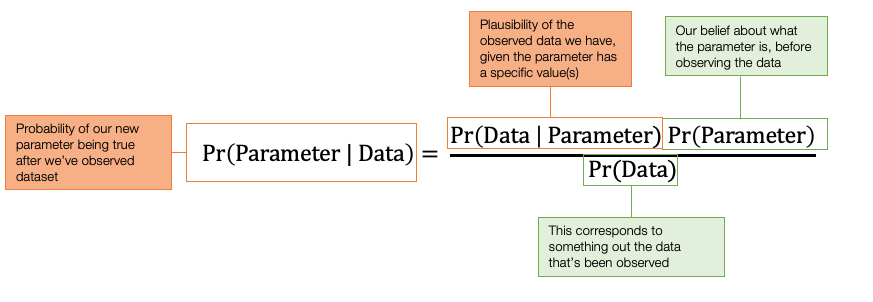 Plausibility of the
observed data we have,
given the parameter has
a specific value(s)
Our belief about what
the parameter is, before
observing the data
Probability of our new
parameter being true
after we've observed
dataset
Pr(Parameter | Data) =
Pr(Data | Parameter) Pr(Parameter)
Pr(Data)
This corresponds to
something out the data
that's been observed